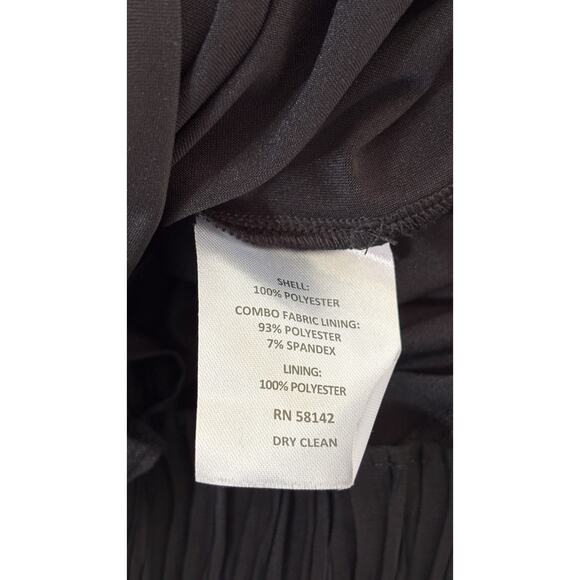 SHELL:
100% POLYESTER
COMBO FABRIC LINING:
93% POLYESTER
7% SPANDEX
LINING:
100% POLYESTER
RN 58142
DRY CLEAN